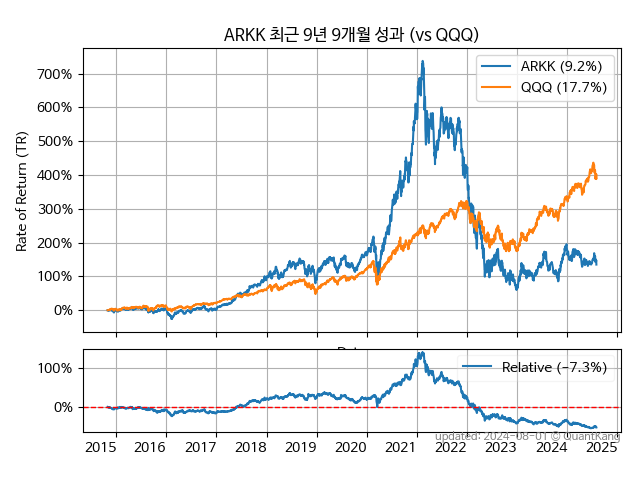 ARKK 최근 9년 9개월 성과 (vs QQQ)
Rate of Return (TR)
700%
600%
500%
400%
300%
200%
100%
0%
ARKK (9.2%)
QQQ (17.7%)
100%
0%
Relative (−7.3%)
updated: 2024-08-01 © QuantKang
2015 2016 2017 2018 2019 2020 2021 2022 2023 2024 2025